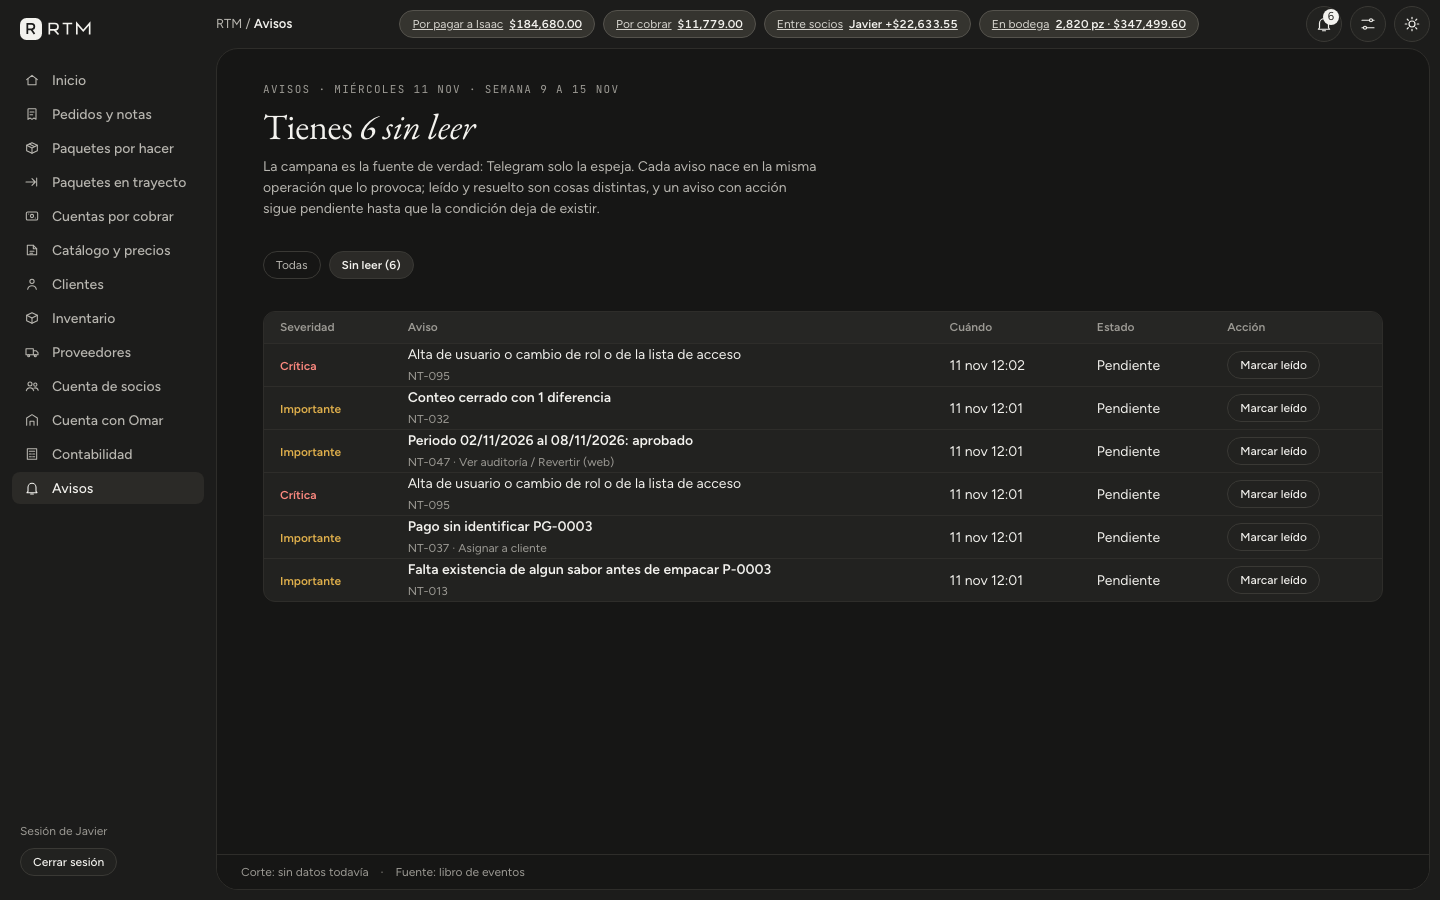 R RTM
RTM / Avisos
Por pagar a Isaac $184,680.00
Por cobrar $11,779.00
Entre socios Javier +$22,633.55
En bodega 2,820 pz · $347,499.60
6
Inicio
Pedidos y notas
Paquetes por hacer
Paquetes en trayecto
Cuentas por cobrar
Catálogo y precios
Clientes
Inventario
Proveedores
Cuenta de socios
Cuenta con Omar
Contabilidad
Avisos
Sesión de Javier
Cerrar sesión
AVISOS · MIÉRCOLES 11 NOV · SEMANA 9 A 15 NOV
Tienes 6 sin leer
La campana es la fuente de verdad: Telegram solo la espeja. Cada aviso nace en la misma
operación que lo provoca; leído y resuelto son cosas distintas, y un aviso con acción
sigue pendiente hasta que la condición deja de existir.
Todas
Sin leer (6)
Severidad Aviso Cuándo Estado Acción
Crítica Alta de usuario o cambio de rol o de la lista de acceso 11 nov 12:02 Pendiente Marcar leído
NT-095
Importante Conteo cerrado con 1 diferencia 11 nov 12:01 Pendiente Marcar leído
NT-032
Importante Periodo 02/11/2026 al 08/11/2026: aprobado 11 nov 12:01 Pendiente Marcar leído
NT-047 · Ver auditoría / Revertir (web)
Crítica Alta de usuario o cambio de rol o de la lista de acceso 11 nov 12:01 Pendiente Marcar leído
NT-095
Importante Pago sin identificar PG-0003 11 nov 12:01 Pendiente Marcar leído
NT-037 · Asignar a cliente
Importante Falta existencia de algun sabor antes de empacar P-0003 11 nov 12:01 Pendiente Marcar leído
NT-013
Corte: sin datos todavía · Fuente: libro de eventos